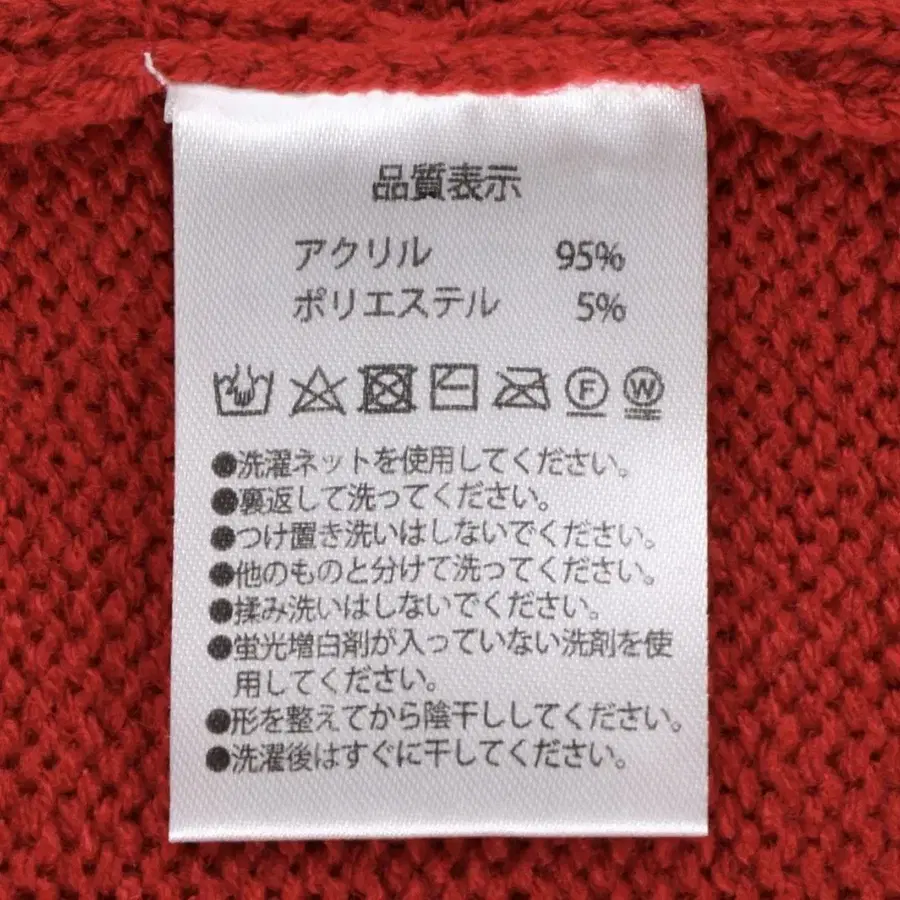 品質表示
アクリル 95%
ポリエステル 5%
F W
●洗濯ネットを使用してください。
●裏返して洗ってください。
●つけ置き洗いはしないでください。
●他のものと分けて洗ってください。
●揉み洗いはしないでください。
●蛍光増白剤が入っていない洗剤を使
用してください。
●形を整えてから陰干ししてください。
●洗濯後はすぐに干してください。